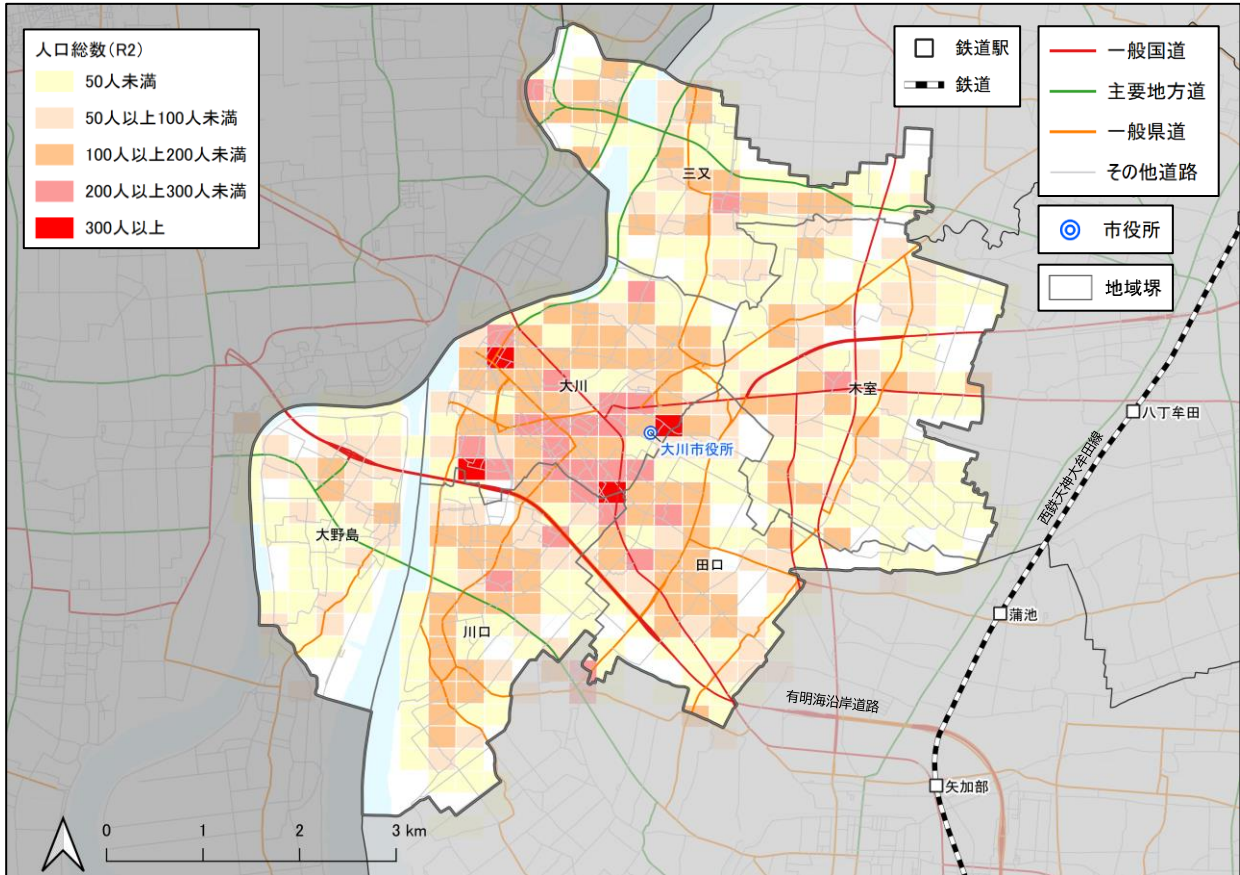 人口総数(R2)
50人未満
50人以上100人未満
100人以上200人未満
200人以上300人未満
300人以上
鉄道駅
鉄道
一般国道
主要地方道
一般県道
その他道路
市役所
地域堺
三又
大川
木室
大川市役所
八丁牟田
西鉄天神大牟田線
大野島
田口
蒲池
川口
有明海沿岸道路
矢加部
0 1 2 3 km